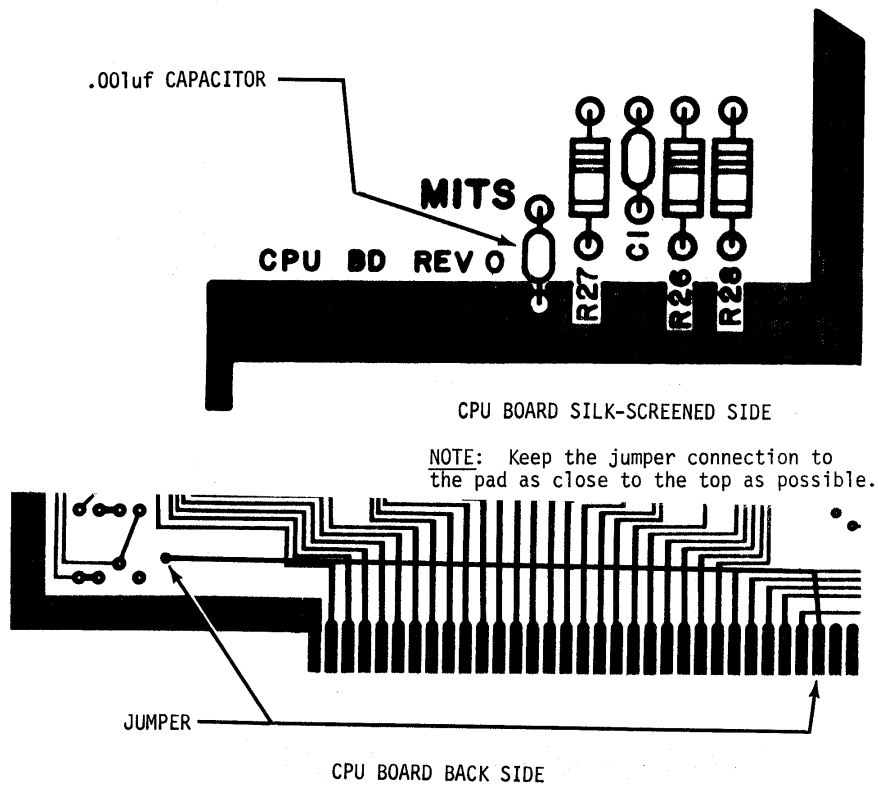 .001uf CAPACITOR
MITS
CPU BD REV 0
R27
C1
R26
R28
CPU BOARD SILK-SCREENED SIDE
NOTE: Keep the jumper connection to
the pad as close to the top as possible.
JUMPER
CPU BOARD BACK SIDE